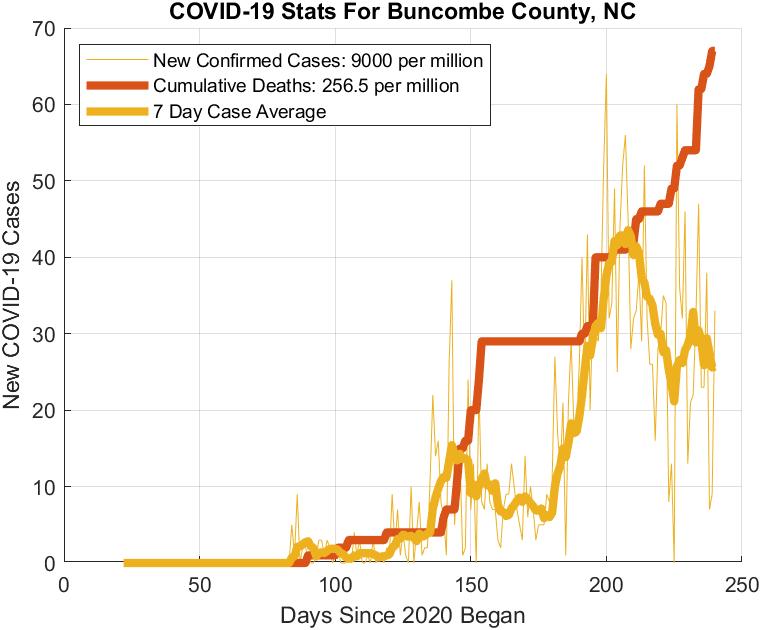 COVID-19 Stats For Buncombe County, NC
New Confirmed Cases: 9000 per million
Cumulative Deaths: 256.5 per million
7 Day Case Average
New COVID-19 Cases
70
60
50
40
30
20
10
0
0 50 100 150 200 250
Days Since 2020 Began